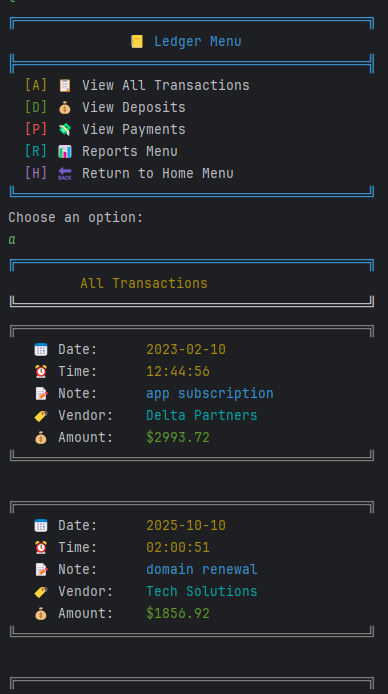 📒 Ledger Menu
[A] 📋 View All Transactions
[D] 💰 View Deposits
[P] 💸 View Payments
[R] 📊 Reports Menu
[H] 🔙 Return to Home Menu
Choose an option:
a
All Transactions
📅 Date: 2023-02-10
⏰ Time: 12:44:56
📝 Note: app subscription
🏷️ Vendor: Delta Partners
💰 Amount: $2993.72
📅 Date: 2025-10-10
⏰ Time: 02:00:51
📝 Note: domain renewal
🏷️ Vendor: Tech Solutions
💰 Amount: $1856.92